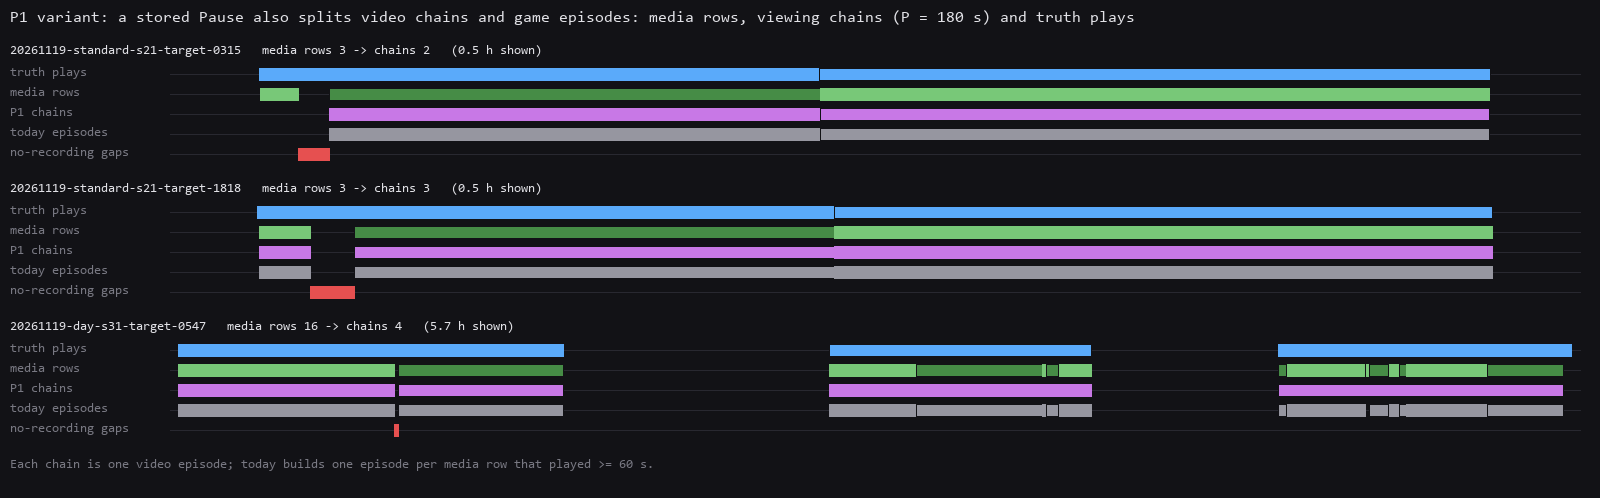 P1 variant: a stored Pause also splits video chains and game episodes: media rows, viewing chains (P = 180 s) and truth plays
20261119-standard-s21-target-0315   media rows 3 -> chains 2   (0.5 h shown)
truth plays
media rows
P1 chains
today episodes
no-recording gaps
20261119-standard-s21-target-1818   media rows 3 -> chains 3   (0.5 h shown)
truth plays
media rows
P1 chains
today episodes
no-recording gaps
20261119-day-s31-target-0547   media rows 16 -> chains 4   (5.7 h shown)
truth plays
media rows
P1 chains
today episodes
no-recording gaps
Each chain is one video episode; today builds one episode per media row that played >= 60 s.